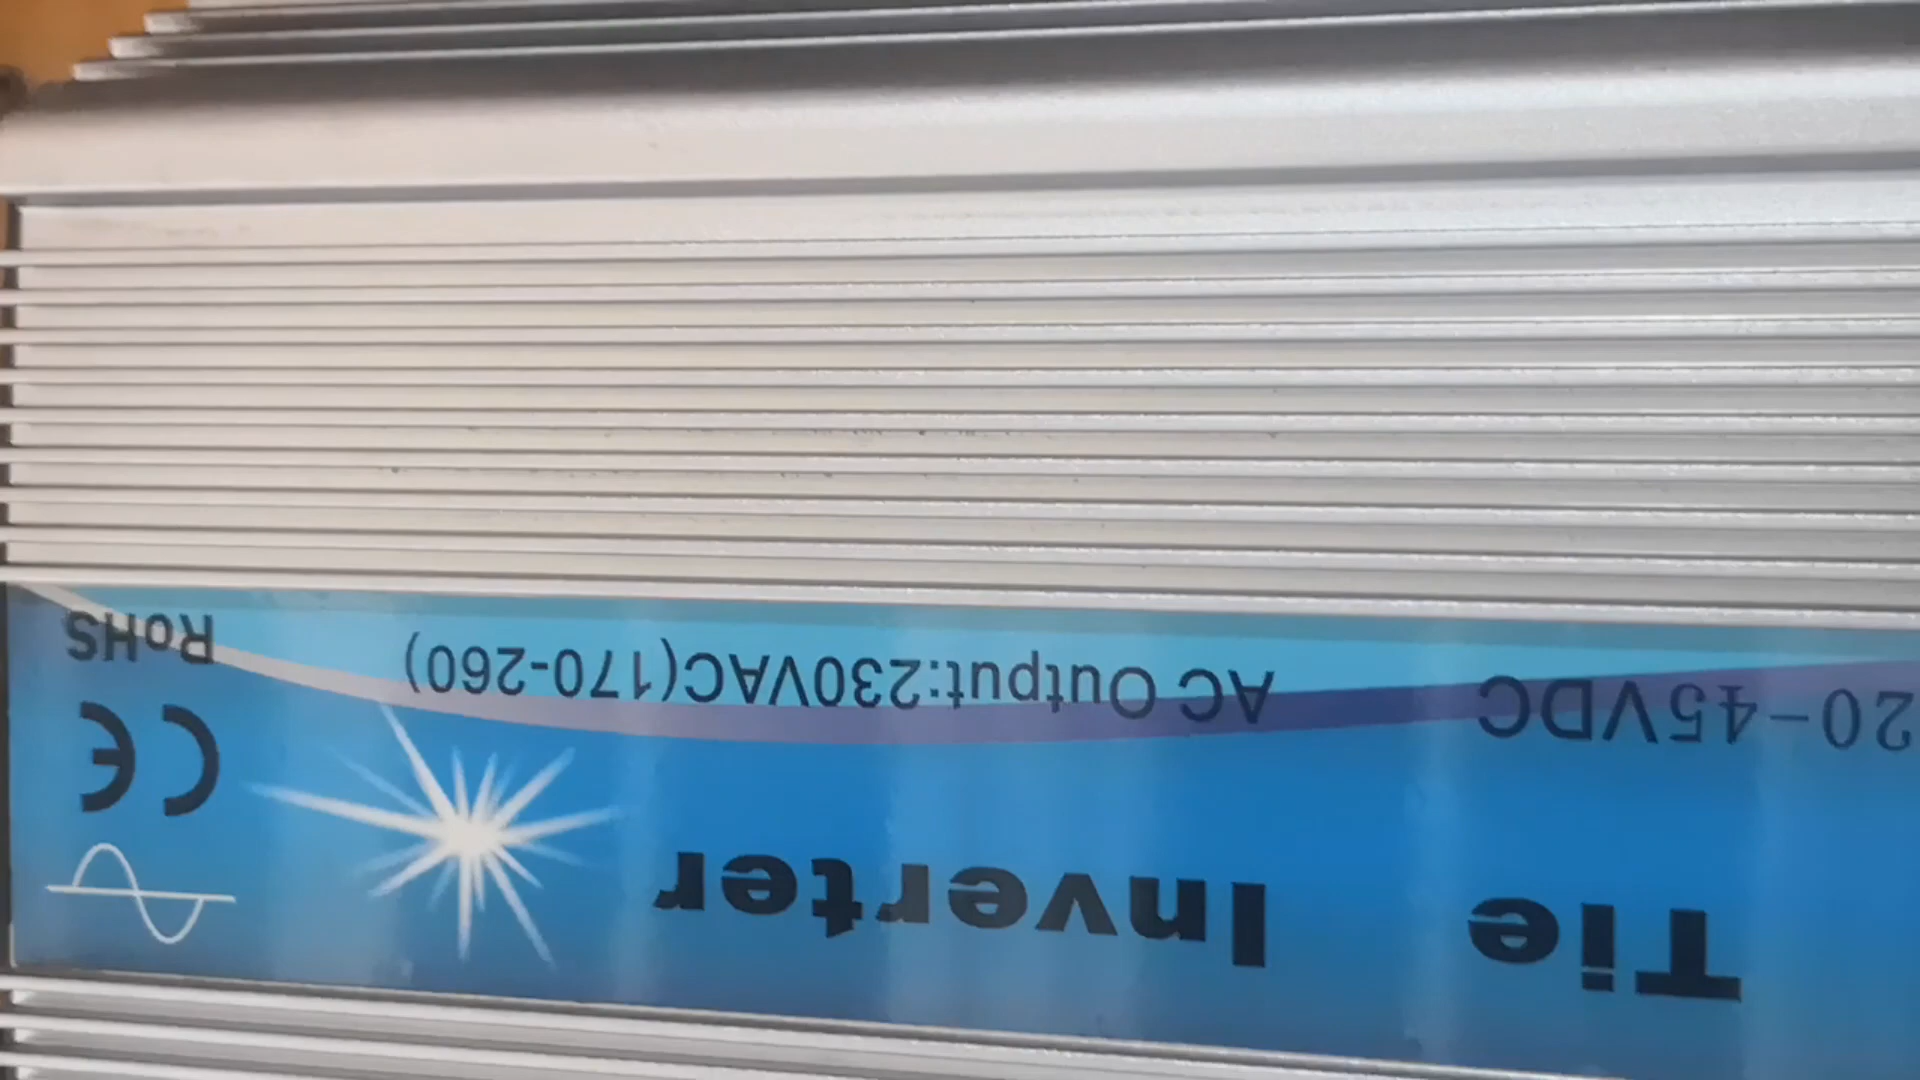 Tie Inverter
20-45VDC AC Output:230VAC(170-260)
CE
RoHS